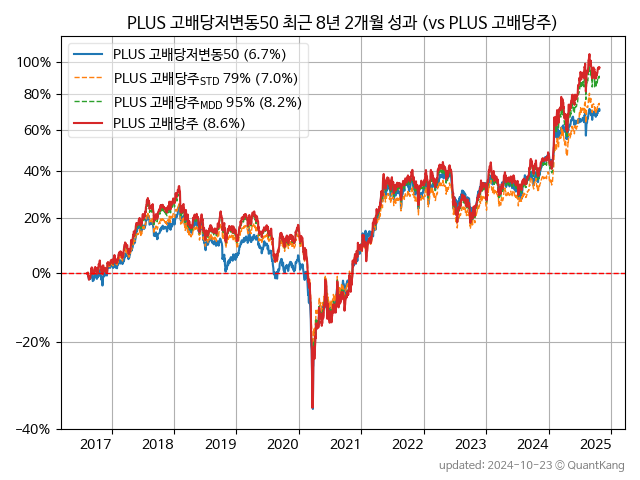 PLUS 고배당저변동50 최근 8년 2개월 성과 (vs PLUS 고배당주)
PLUS 고배당저변동50 (6.7%)
PLUS 고배당주STD 79% (7.0%)
PLUS 고배당주MDD 95% (8.2%)
PLUS 고배당주 (8.6%)
100%
80%
60%
40%
20%
0%
−20%
−40%
2017 2018 2019 2020 2021 2022 2023 2024 2025
updated: 2024-10-23 © QuantKang